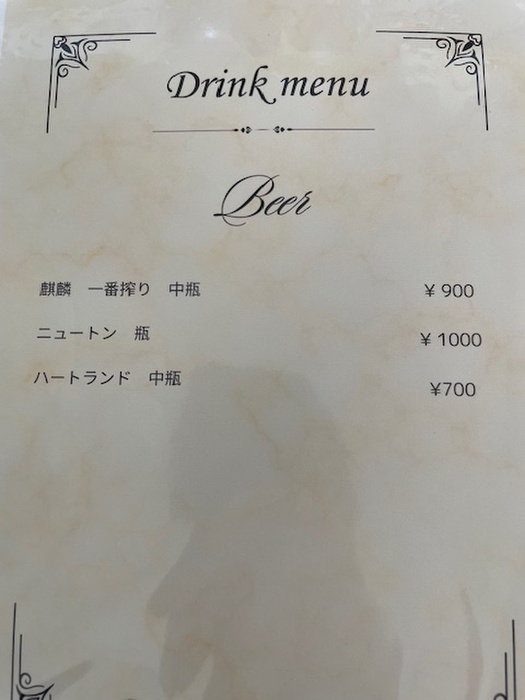 Drink menu
Beer
麒麟　一番搾り　中瓶 ¥ 900
ニュートン　瓶 ¥ 1000
ハートランド　中瓶 ¥700